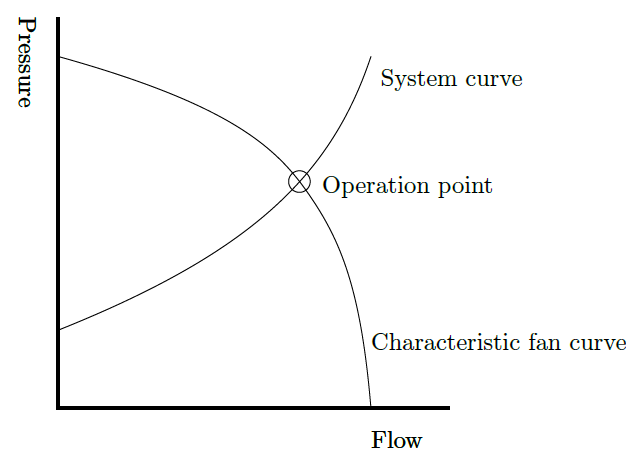 Pressure
System curve
Operation point
Characteristic fan curve
Flow